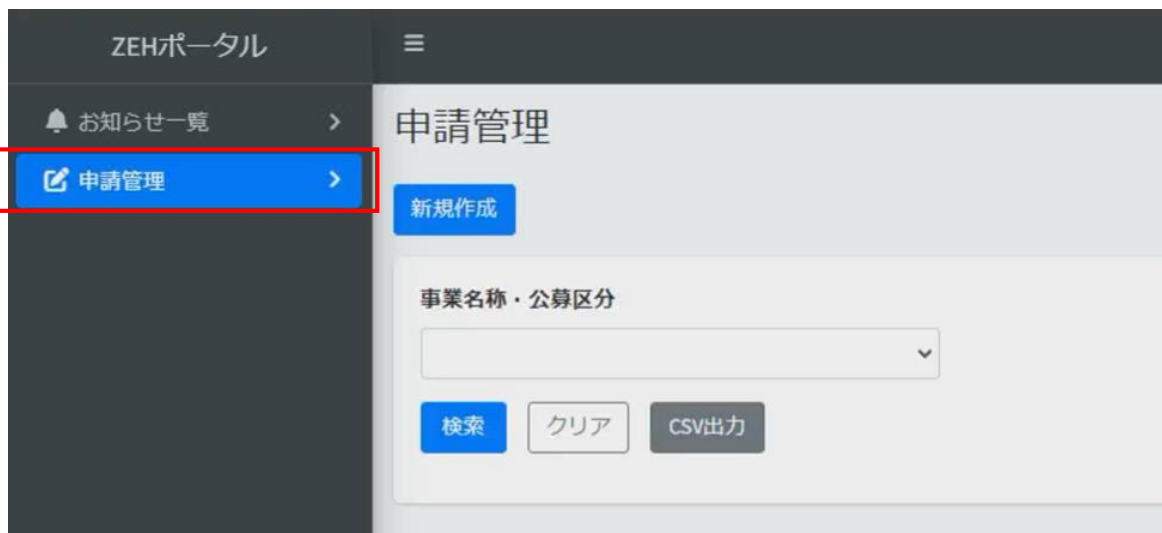 ZEHポータル
お知らせ一覧
申請管理
申請管理
新規作成
事業名称・公募区分
検索 クリア CSV出力